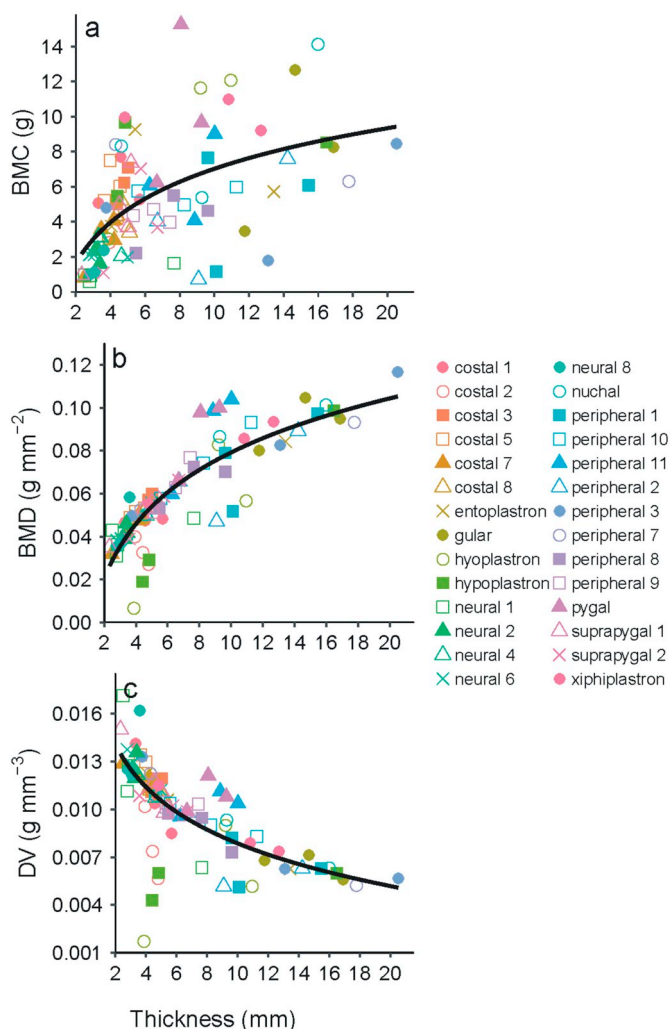 a
BMC (g)
14
12
10
8
6
4
2
0
2 4 6 8 10 12 14 16 18 20
b
BMD (g mm⁻²)
0.12
0.10
0.08
0.06
0.04
0.02
0.00
2 4 6 8 10 12 14 16 18 20
costal 1
costal 2
costal 3
costal 5
costal 7
costal 8
entoplastron
gular
hyoplastron
hypoplastron
neural 1
neural 2
neural 4
neural 6
neural 8
nuchal
peripheral 1
peripheral 10
peripheral 11
peripheral 2
peripheral 3
peripheral 7
peripheral 8
peripheral 9
pygal
suprapygal 1
suprapygal 2
xiphiplastron
c
DV (g mm⁻³)
0.016
0.013
0.010
0.007
0.004
0.001
2 4 6 8 10 12 14 16 18 20
Thickness (mm)